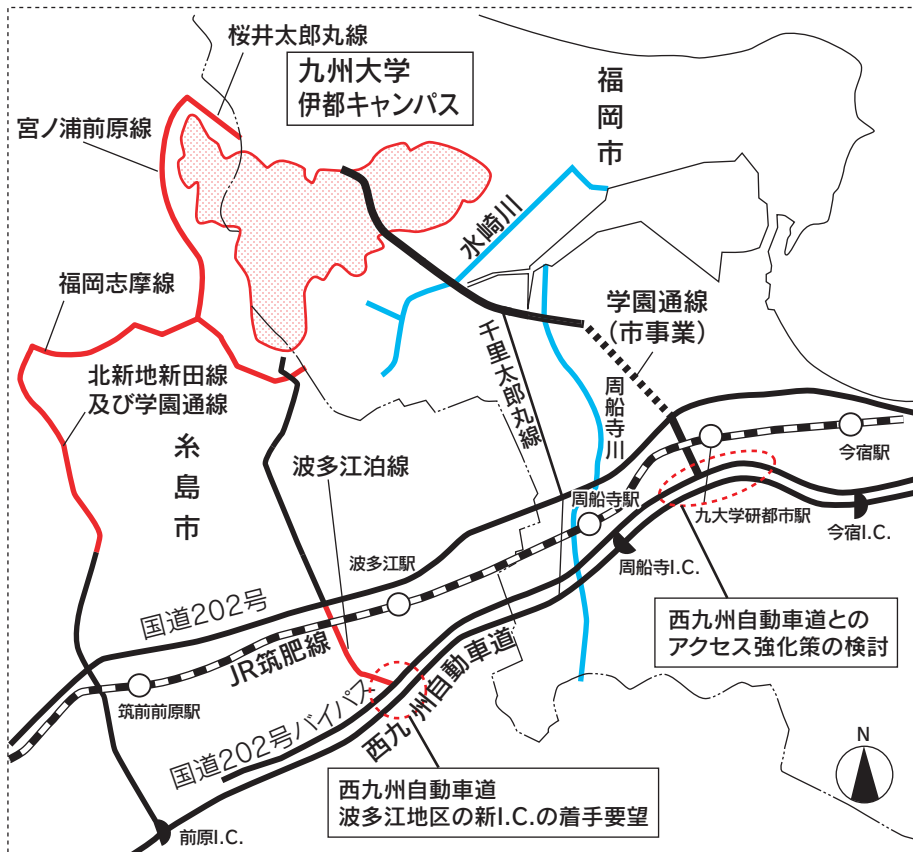 桜井太郎丸線
九州大学
伊都キャンパス
福岡市
宮ノ浦前原線
水崎川
福岡志摩線
学園通線
（市事業）
北新地新田線
及び学園通線
千里太郎丸線
周船寺川
糸島市
波多江泊線
今宿駅
周船寺駅
九大学研都市駅
今宿I.C.
波多江駅
周船寺I.C.
国道202号
西九州自動車道との
アクセス強化策の検討
JR筑肥線
筑前前原駅
国道202号バイパス
西九州自動車道
N
西九州自動車道
波多江地区の新I.C.の着手要望
前原I.C.